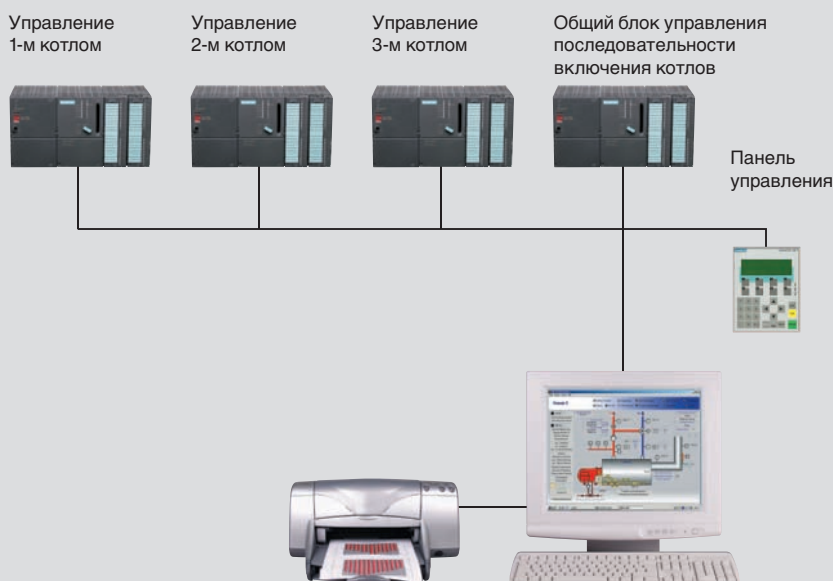 Управление
1-м котлом
Управление
2-м котлом
Управление
3-м котлом
Общий блок управления
последовательности
включения котлов
Панель
управления